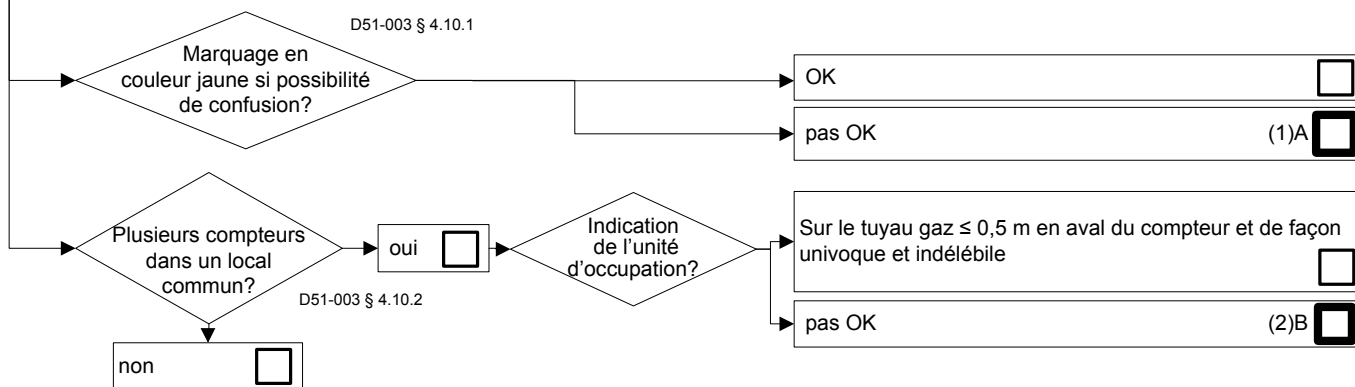 D51-003 § 4.10.1
Marquage en
couleur jaune si possibilité
de confusion?
OK
pas OK (1)A
Plusieurs compteurs
dans un local
commun?
D51-003 § 4.10.2
oui
Indication
de l'unité
d'occupation?
Sur le tuyau gaz ≤ 0,5 m en aval du compteur et de façon
univoque et indélébile
pas OK (2)B
non